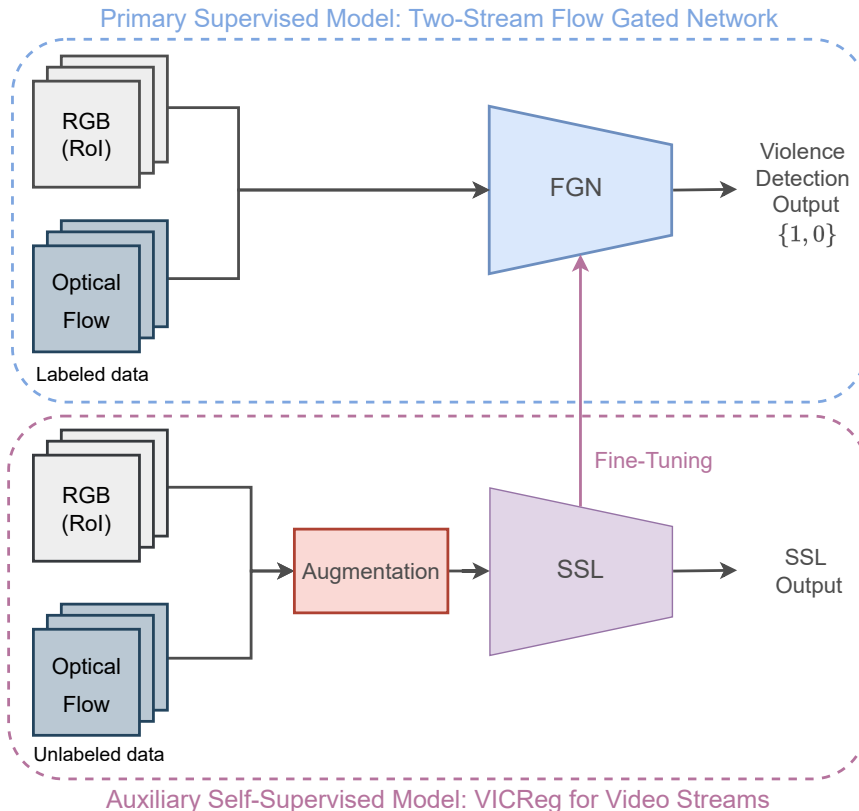 Primary Supervised Model: Two-Stream Flow Gated Network
RGB
(RoI)
Optical
Flow
Labeled data
FGN
Violence
Detection
Output
{1, 0}
Fine-Tuning
RGB
(RoI)
Optical
Flow
Unlabeled data
Augmentation
SSL
SSL
Output
Auxiliary Self-Supervised Model: VICReg for Video Streams